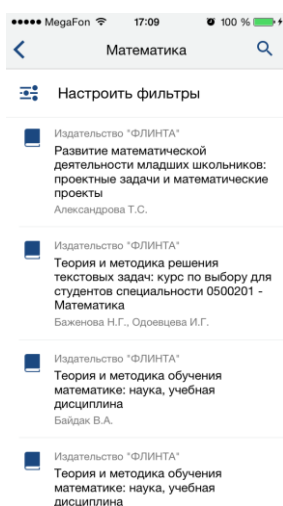 MegaFon 17:09 100 %
Математика
Настроить фильтры
Издательство "ФЛИНТА"
Развитие математической
деятельности младших школьников:
проектные задачи и математические
проекты
Александрова Т.С.
Издательство "ФЛИНТА"
Теория и методика решения
текстовых задач: курс по выбору для
студентов специальности 0500201 -
Математика
Баженова Н.Г., Одоевцева И.Г.
Издательство "ФЛИНТА"
Теория и методика обучения
математике: наука, учебная
дисциплина
Байдак В.А.
Издательство "ФЛИНТА"
Теория и методика обучения
математике: наука, учебная
дисциплина